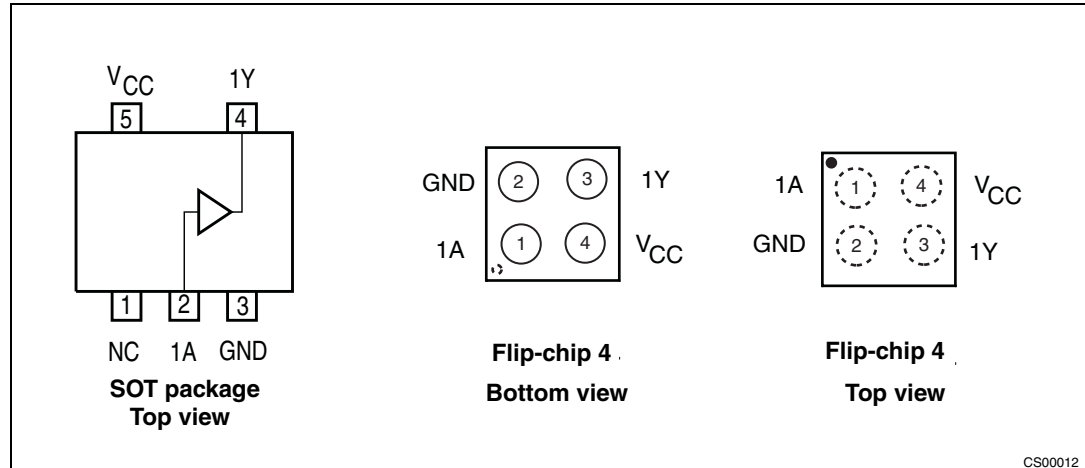 VCC 1Y
5 4
1 2 3
NC 1A GND
SOT package
Top view
GND 2 3 1Y
1A 1 4 VCC
Flip-chip 4
Bottom view
1A 1 4 VCC
GND 2 3 1Y
Flip-chip 4
Top view
CS00012